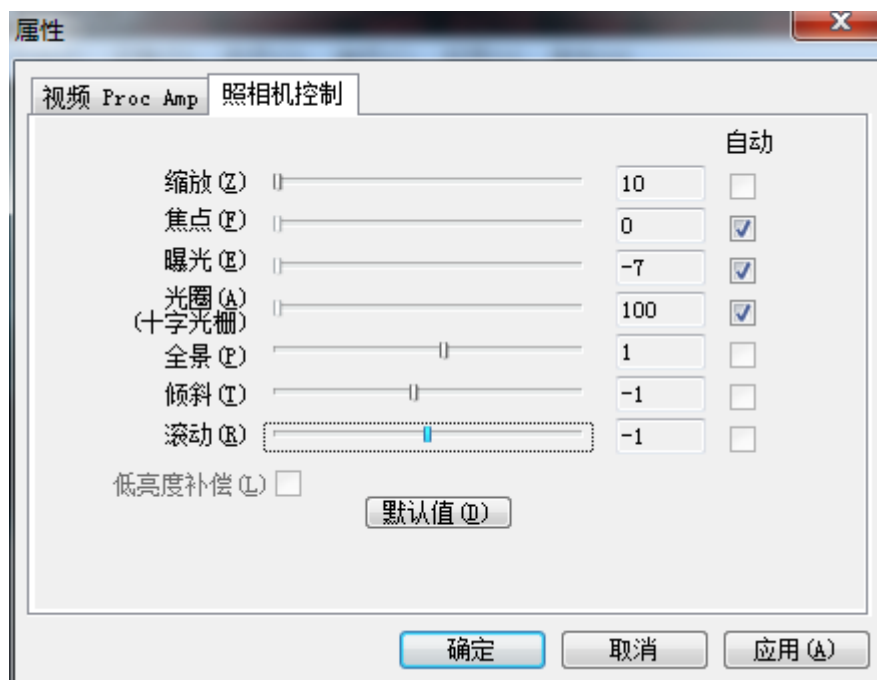 属性
视频 Proc Amp 照相机控制
自动
缩放(Z) 10
焦点(F) 0
曝光(E) -7
光圈(A) 100
(十字光栅)
全景(P) 1
倾斜(T) -1
滚动(R) -1
低亮度补偿(L)
默认值(D)
确定 取消 应用(A)